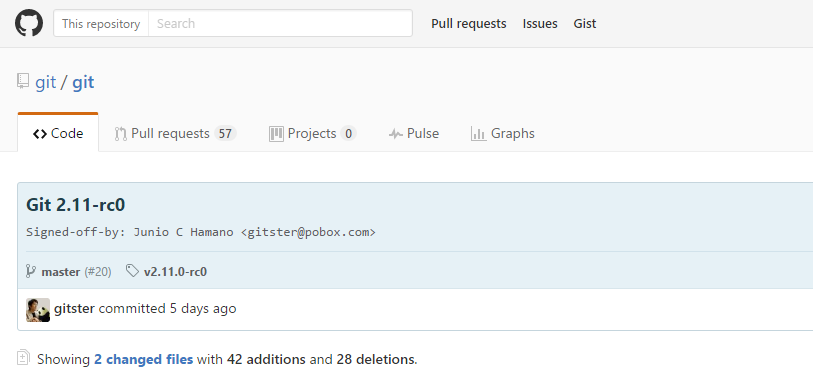 This repository Search Pull requests Issues Gist
git / git
Code Pull requests 57 Projects 0 Pulse Graphs
Git 2.11-rc0
Signed-off-by: Junio C Hamano <gitster@pobox.com>
master (#20) v2.11.0-rc0
gitster committed 5 days ago
Showing 2 changed files with 42 additions and 28 deletions.